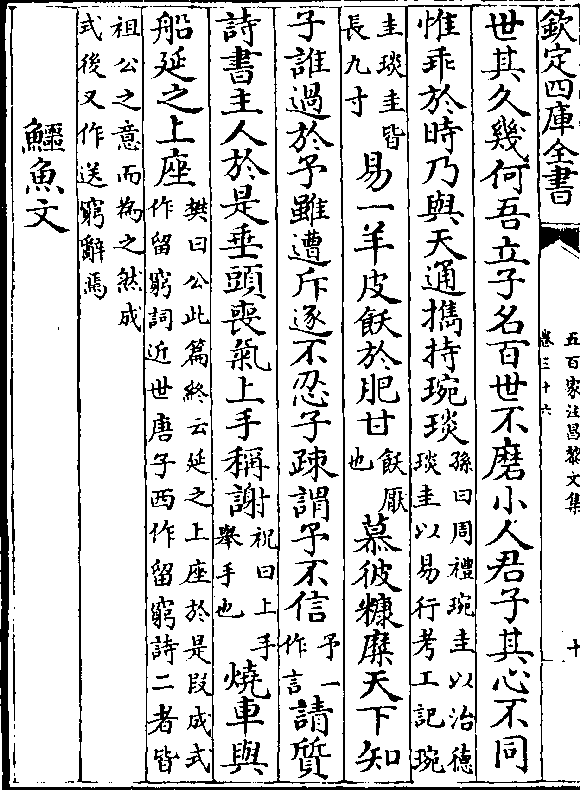 欽定四庫全書
五百家注昌黎文集
卷三十六
十
世其久幾何吾立子名百世不磨小人君子其心不同
惟乖於時乃與天通擕持琬琰孫曰周禮琬圭以治德琰圭以易行考工記琬
圭琰圭皆長九寸易一羊皮飫於肥甘飫厭也慕彼糠糜天下知
子誰過於予雖遭斥逐不忍子疎謂予不信予一作言請質
詩書主人於是垂頭喪氣上手稱謝祝曰上手舉手也燒車與
船延之上座樊曰公此篇終云延之上座於是段成式作留窮詞近世唐子西作留窮詩二者皆
祖公之意而為之然成式後又作送窮辭焉
鱷魚文